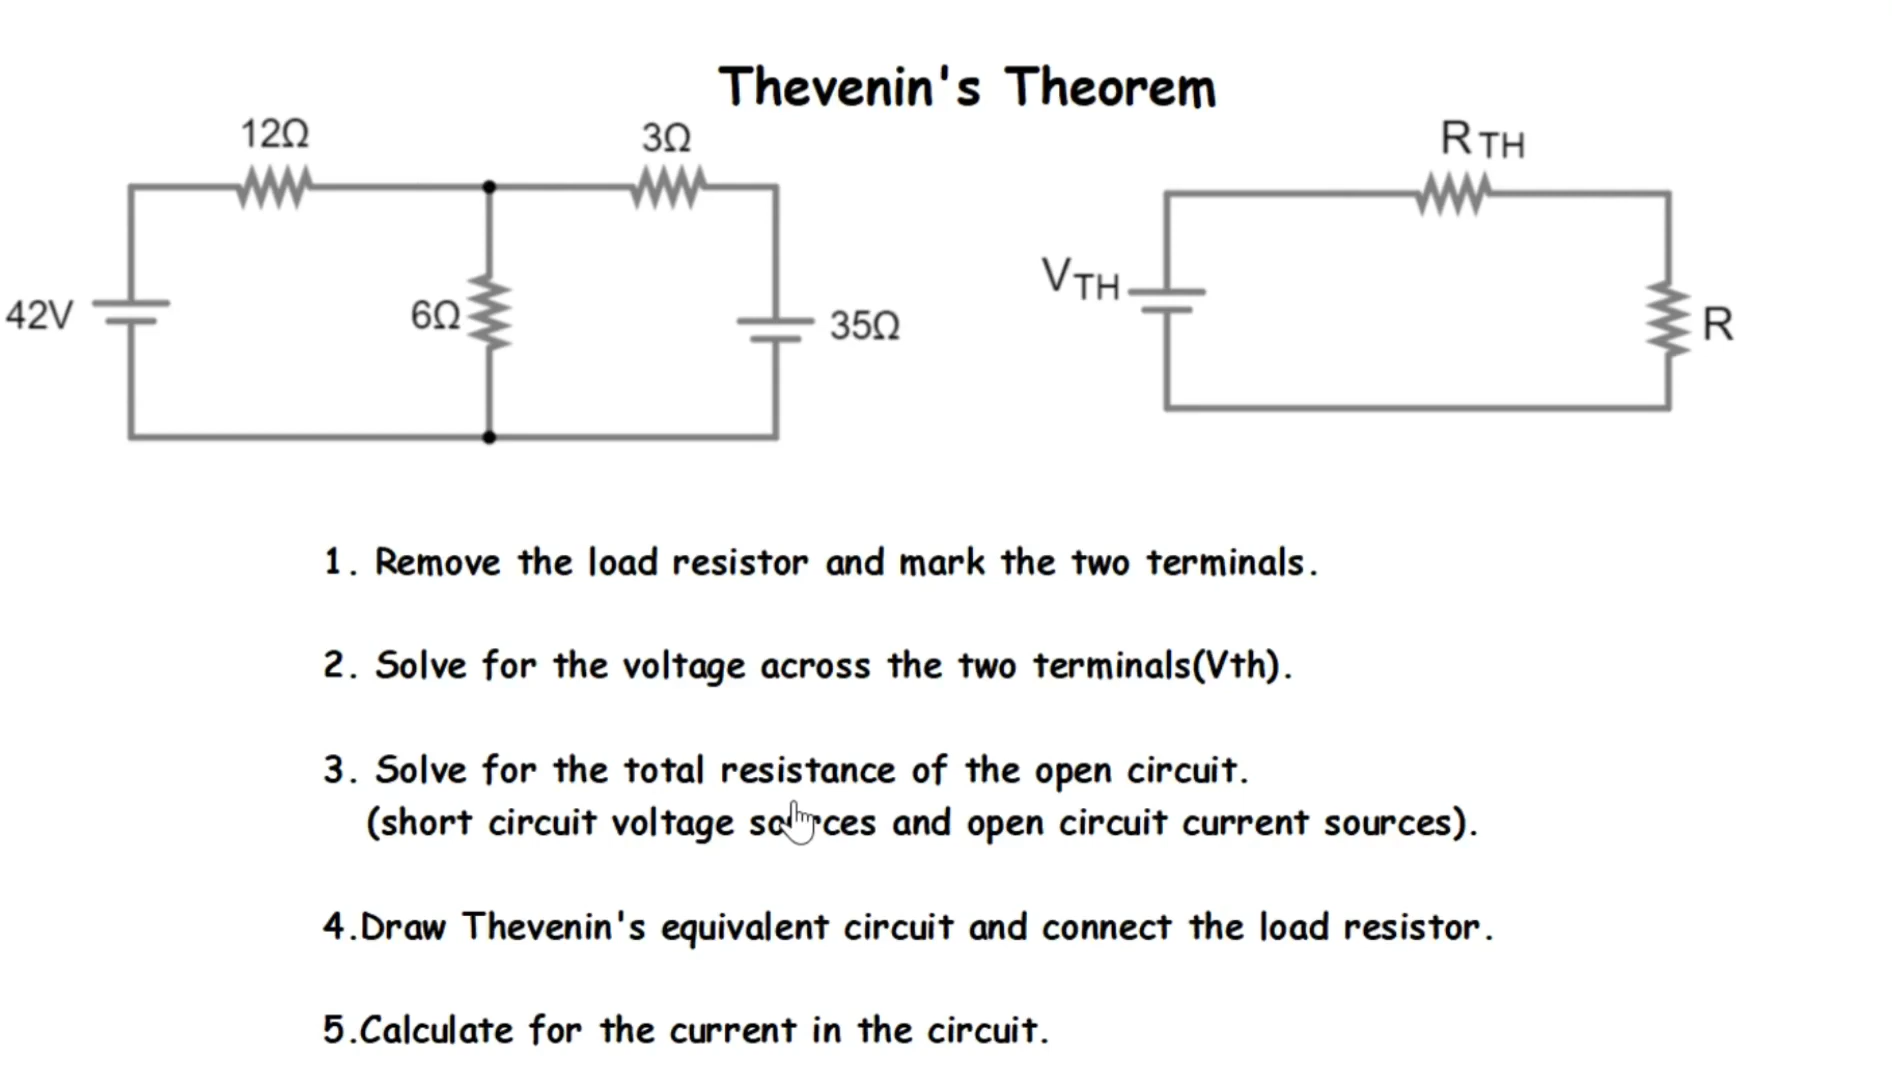 Thevenin's Theorem
12Ω
3Ω
42V
6Ω
35Ω
R TH
VTH
R
1. Remove the load resistor and mark the two terminals.
2. Solve for the voltage across the two terminals(Vth).
3. Solve for the total resistance of the open circuit.
(short circuit voltage sources and open circuit current sources).
4.Draw Thevenin's equivalent circuit and connect the load resistor.
5.Calculate for the current in the circuit.